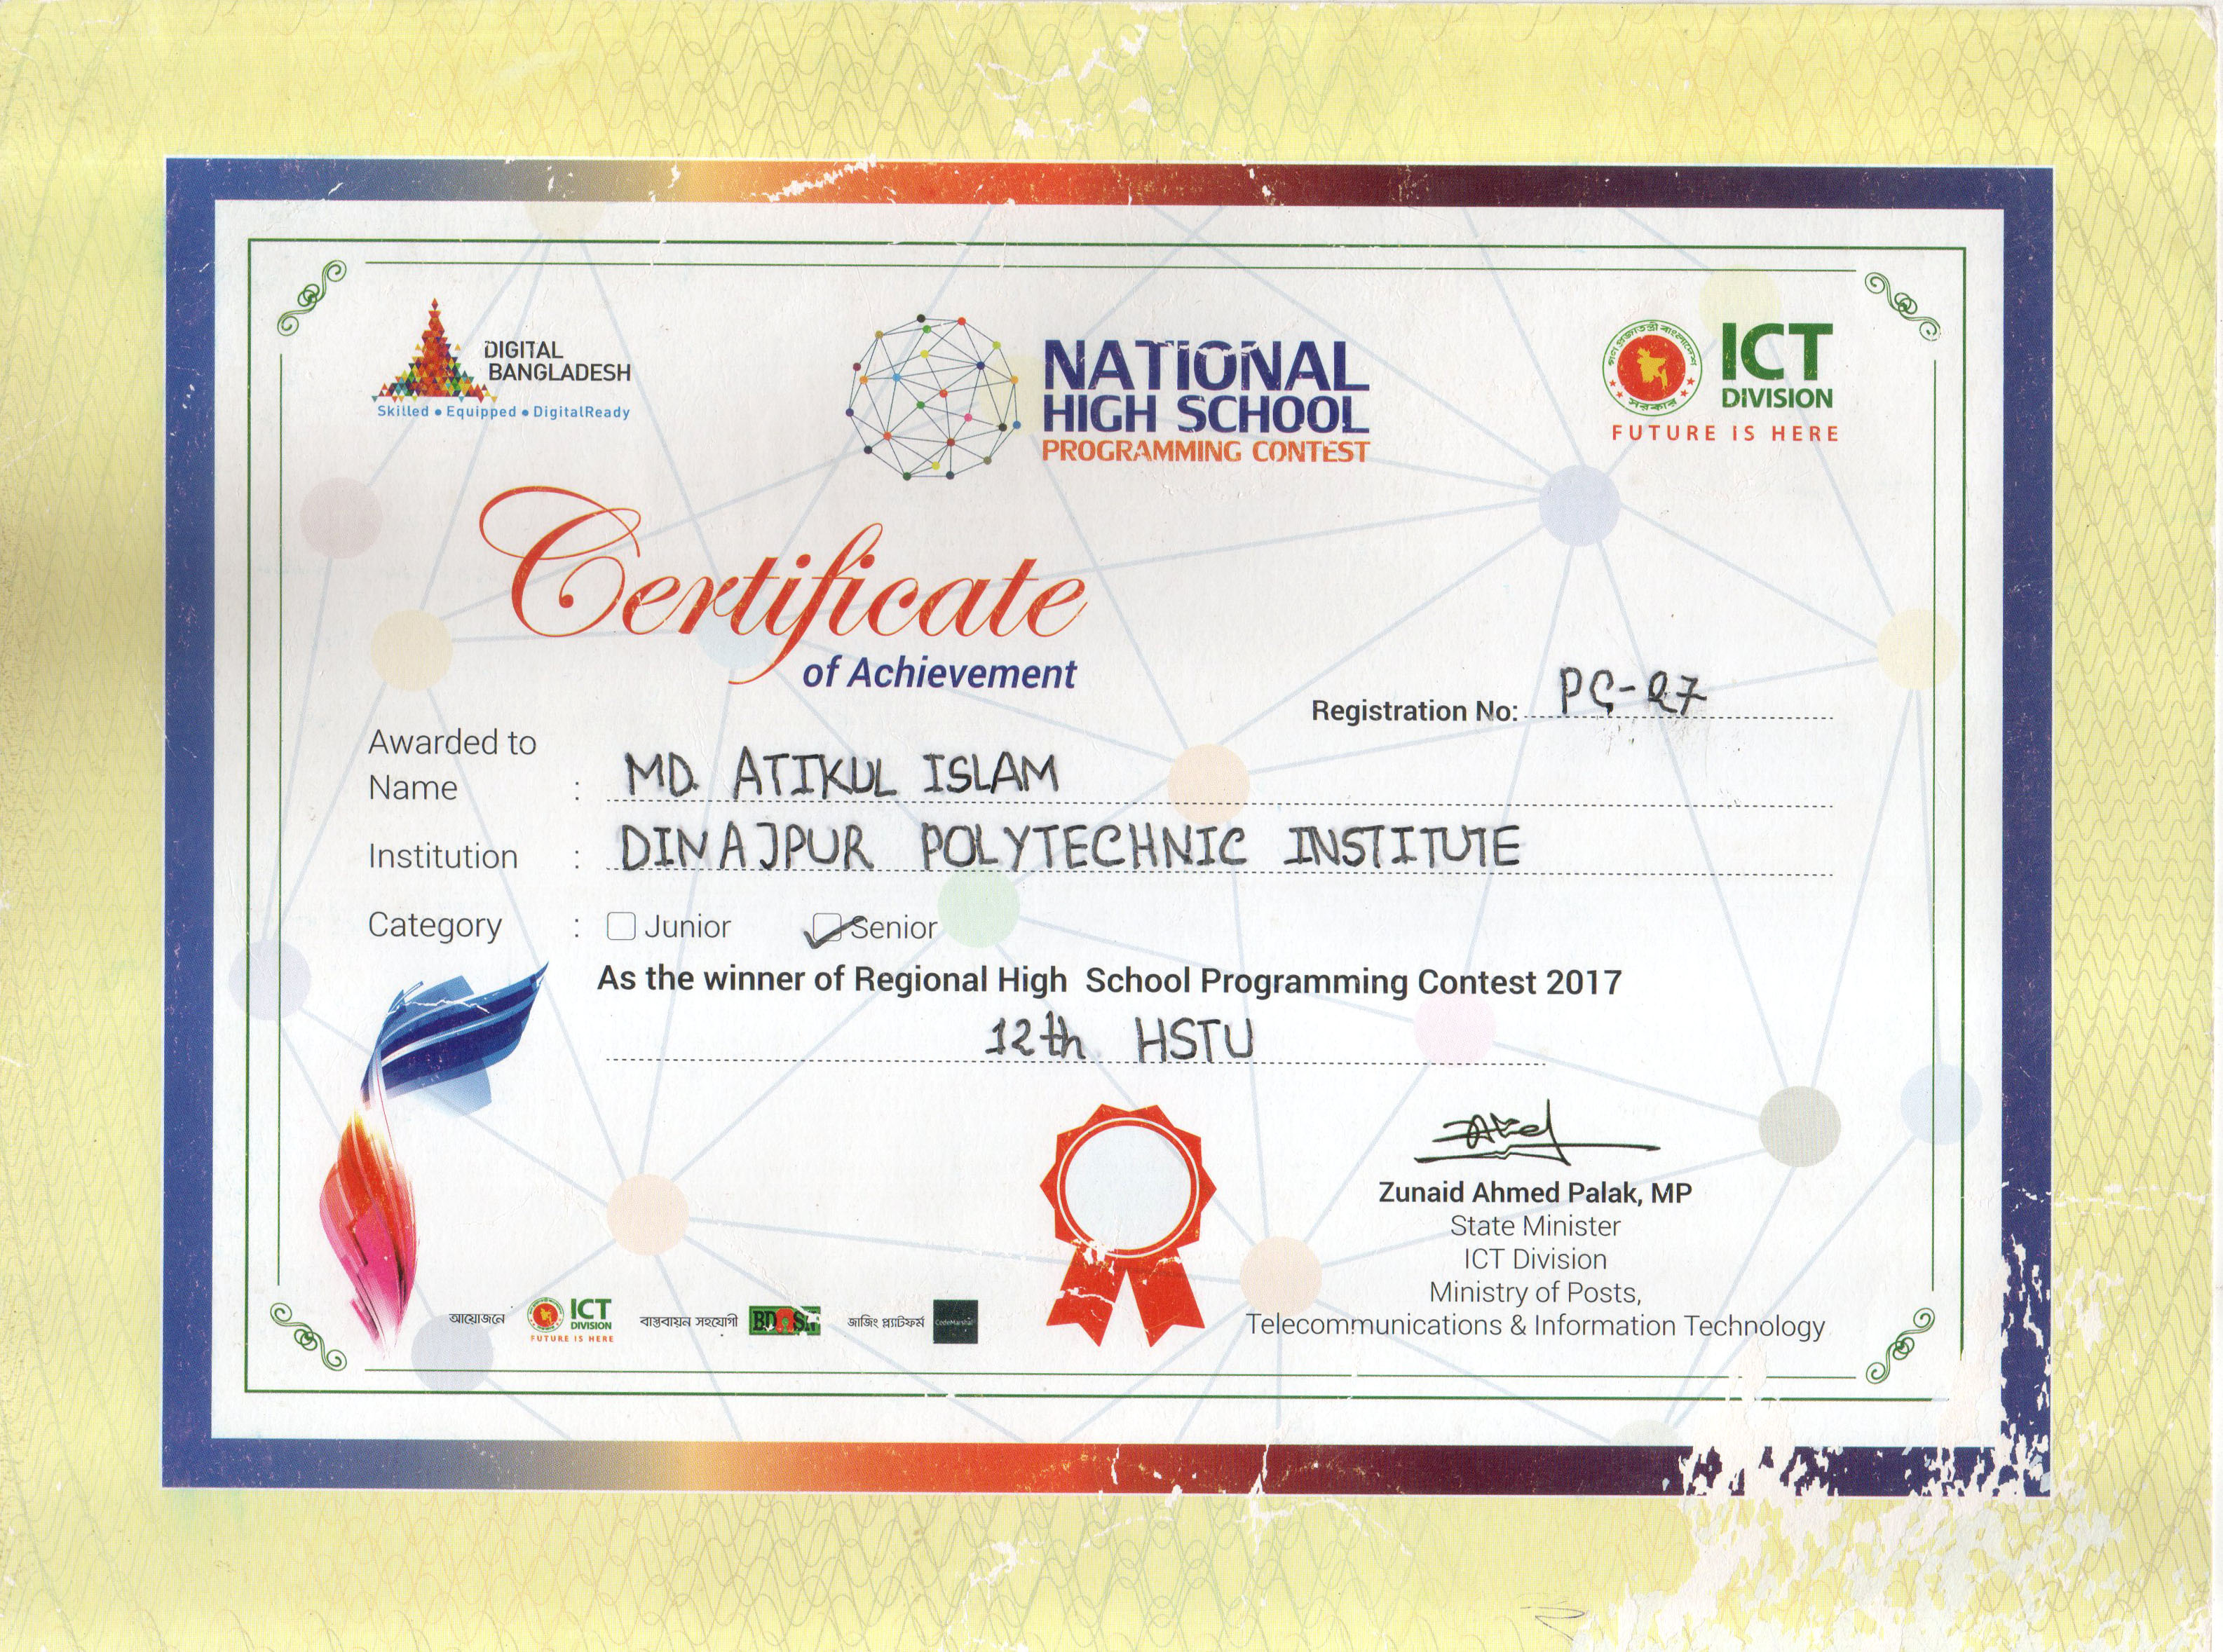 DIGITAL
BANGLADESH
Skilled • Equipped • DigitalReady
NATIONAL
HIGH SCHOOL
PROGRAMMING CONTEST
গণপ্রজাতন্ত্রী বাংলাদেশ
সরকার
ICT
DIVISION
FUTURE IS HERE
Certificate
of Achievement
Registration No: PC-27
Awarded to
Name : MD. ATIKUL ISLAM
Institution : DINAJPUR POLYTECHNIC INSTITUTE
Category : Junior Senior
As the winner of Regional High School Programming Contest 2017
12th HSTU
Zunaid Ahmed Palak, MP
State Minister
ICT Division
Ministry of Posts,
Telecommunications & Information Technology
আয়োজনে ICT DIVISION FUTURE IS HERE বাস্তবায়ন সহযোগী BDOSN জাজিং প্ল্যাটফর্ম CodeMarshal